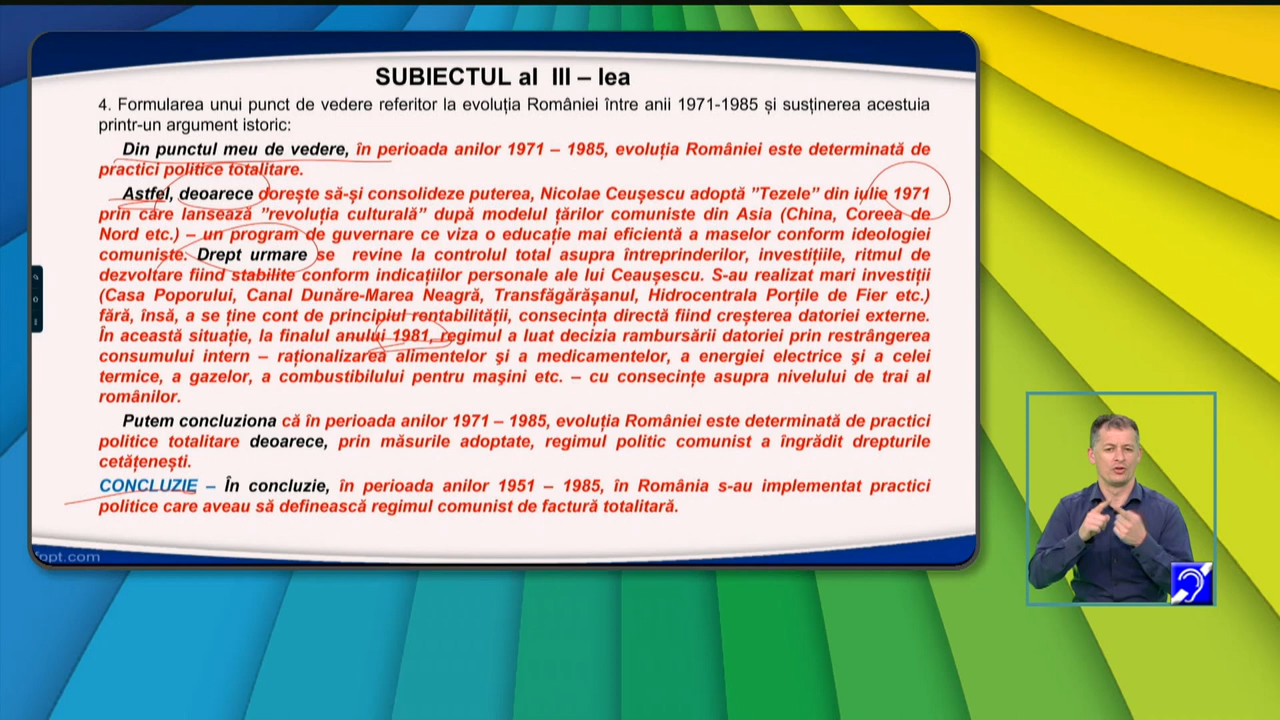 SUBIECTUL al III – lea
4. Formularea unui punct de vedere referitor la evoluția României între anii 1971-1985 și susținerea acestuia
printr-un argument istoric:
Din punctul meu de vedere, în perioada anilor 1971 – 1985, evoluția României este determinată de
practici politice totalitare.
Astfel, deoarece dorește să-și consolideze puterea, Nicolae Ceușescu adoptă ”Tezele” din iulie 1971
prin care lansează ”revoluția culturală” după modelul țărilor comuniste din Asia (China, Coreea de
Nord etc.) – un program de guvernare ce viza o educație mai eficientă a maselor conform ideologiei
comuniste. Drept urmare se revine la controlul total asupra întreprinderilor, investițiile, ritmul de
dezvoltare fiind stabilite conform indicațiilor personale ale lui Ceaușescu. S-au realizat mari investiții
(Casa Poporului, Canal Dunăre-Marea Neagră, Transfăgărășanul, Hidrocentrala Porțile de Fier etc.)
fără, însă, a se ține cont de principiul rentabilității, consecința directă fiind creșterea datoriei externe.
În această situație, la finalul anului 1981, regimul a luat decizia rambursării datoriei prin restrângerea
consumului intern – raționalizarea alimentelor şi a medicamentelor, a energiei electrice şi a celei
termice, a gazelor, a combustibilului pentru maşini etc. – cu consecințe asupra nivelului de trai al
românilor.
Putem concluziona că în perioada anilor 1971 – 1985, evoluția României este determinată de practici
politice totalitare deoarece, prin măsurile adoptate, regimul politic comunist a îngrădit drepturile
cetățenești.
CONCLUZIE – În concluzie, în perioada anilor 1951 – 1985, în România s-au implementat practici
politice care aveau să definească regimul comunist de factură totalitară.
fppt.com